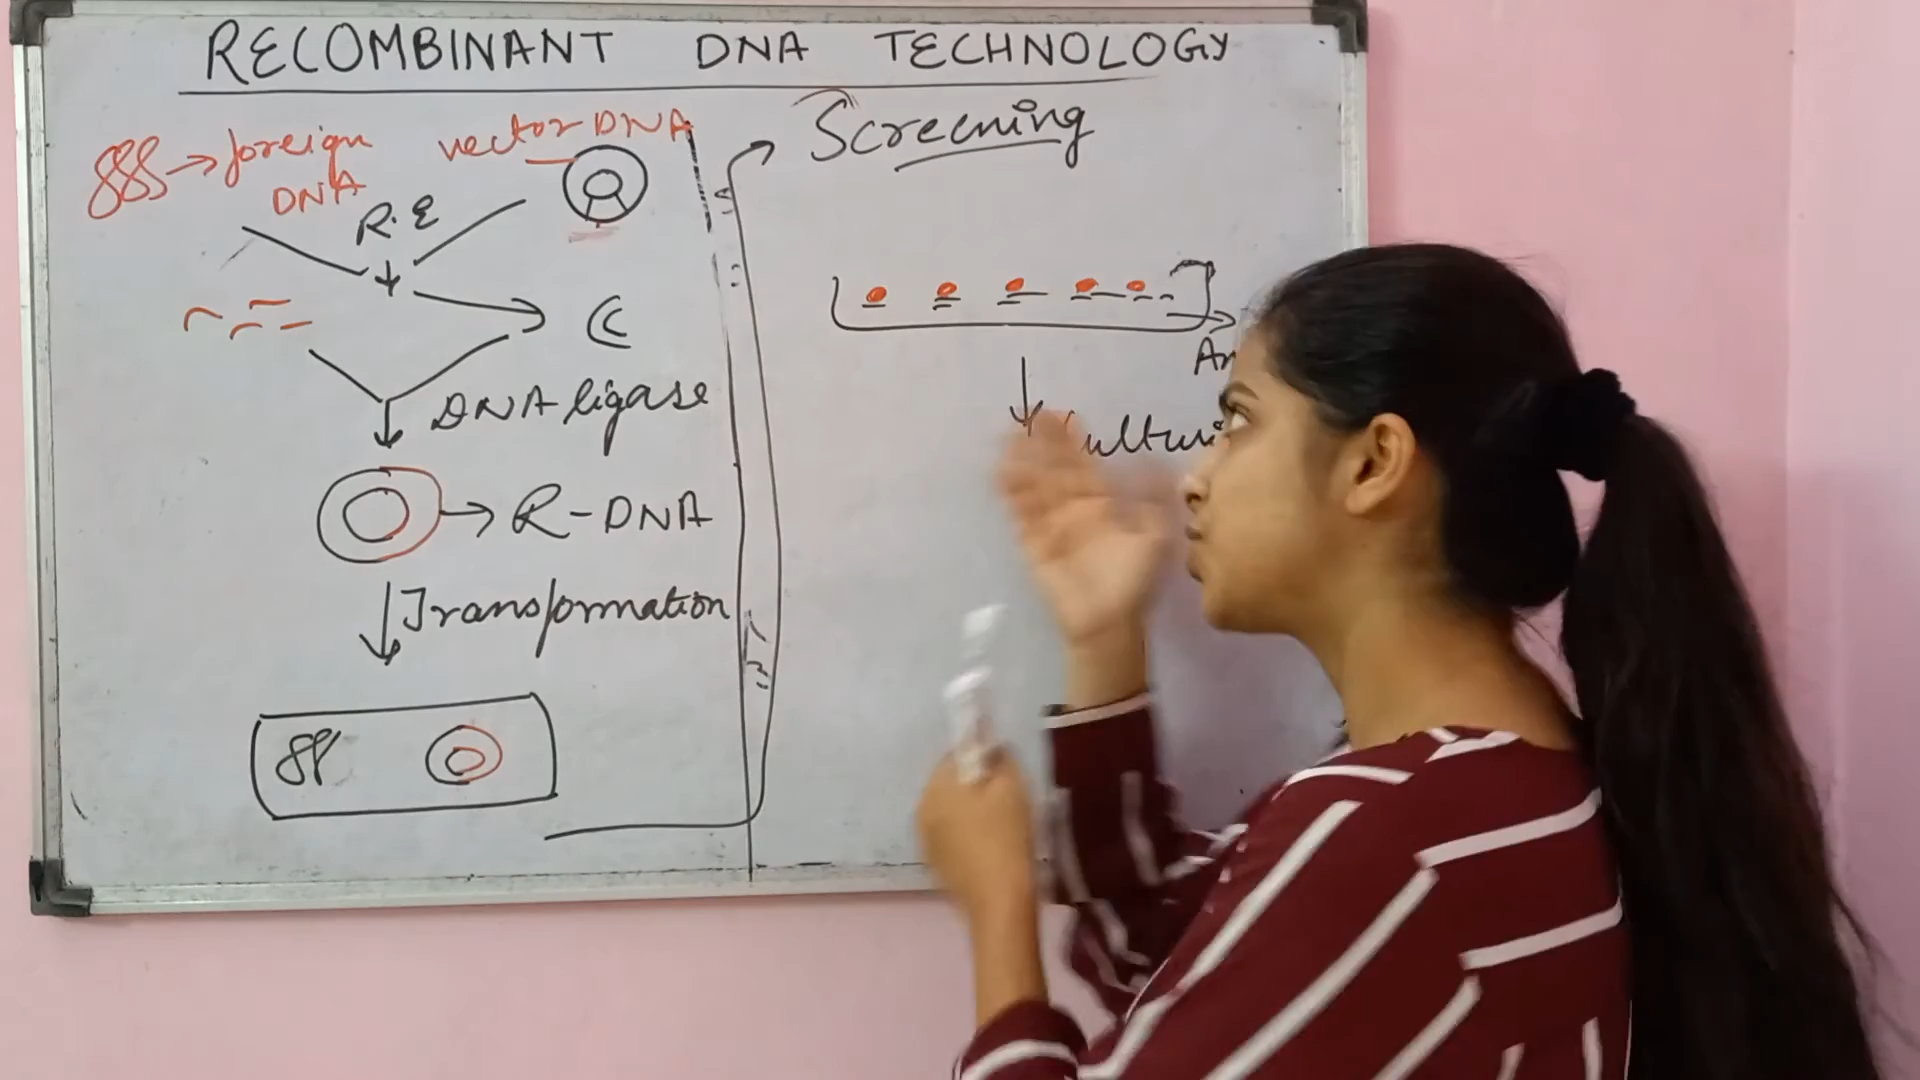 RECOMBINANT DNA TECHNOLOGY
foreign
DNA
vector DNA
R.E
DNA ligase
R-DNA
Transformation
Screening